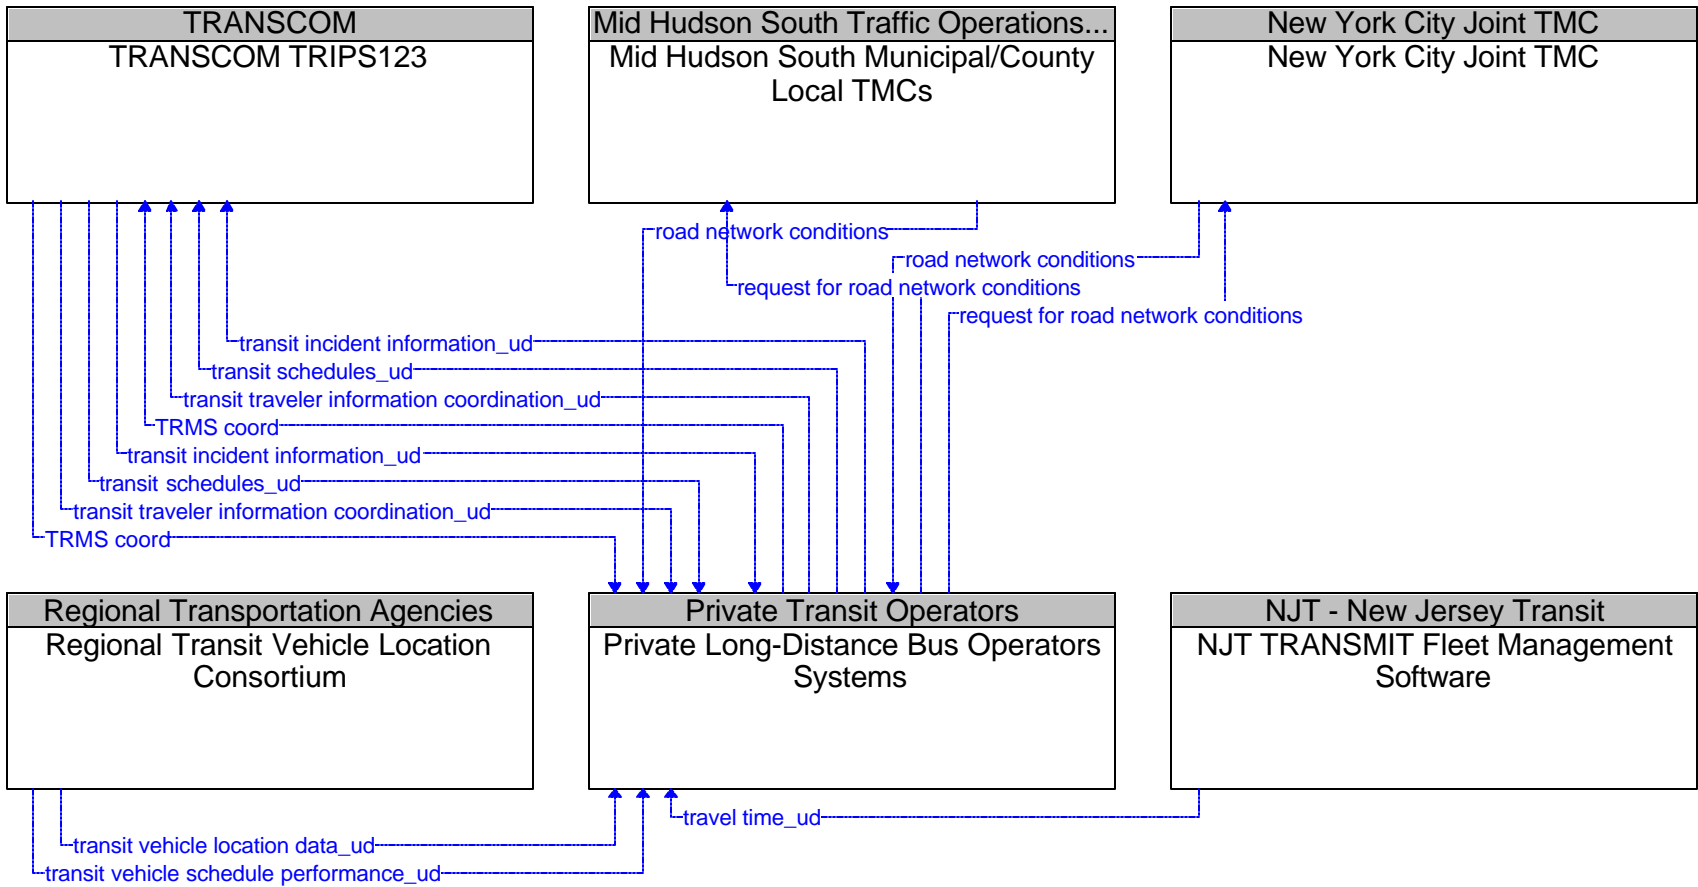 TRANSCOM
TRANSCOM TRIPS123
Mid Hudson South Traffic Operations...
Mid Hudson South Municipal/County
Local TMCs
New York City Joint TMC
New York City Joint TMC
road network conditions
road network conditions
request for road network conditions
request for road network conditions
transit incident information_ud
transit schedules_ud
transit traveler information coordination_ud
TRMS coord
transit incident information_ud
transit schedules_ud
transit traveler information coordination_ud
TRMS coord
Regional Transportation Agencies
Regional Transit Vehicle Location
Consortium
Private Transit Operators
Private Long-Distance Bus Operators
Systems
NJT - New Jersey Transit
NJT TRANSMIT Fleet Management
Software
travel time_ud
transit vehicle location data_ud
transit vehicle schedule performance_ud